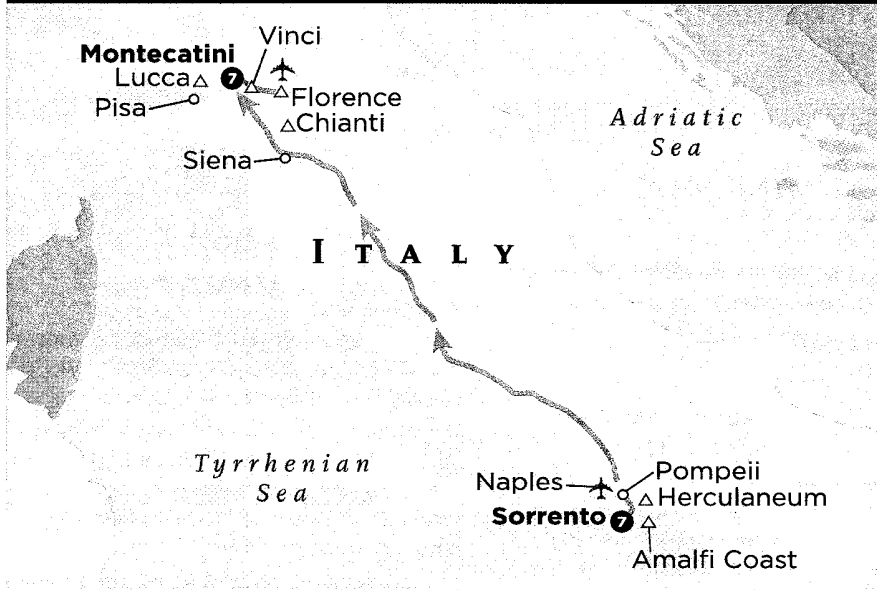 Vinci
Montecatini
7
Lucca
Pisa
Florence
Chianti
Siena
Adriatic
Sea
ITALY
Tyrrhenian
Sea
Naples
Pompeii
Herculaneum
Sorrento 7
Amalfi Coast